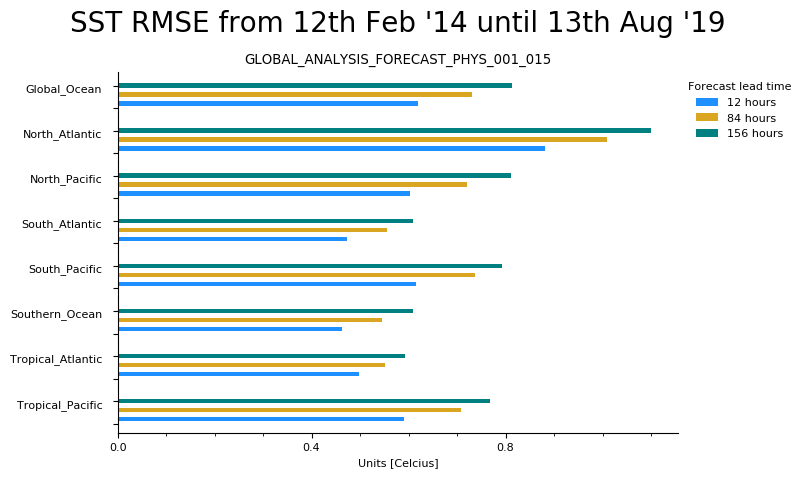 SST RMSE from 12th Feb '14 until 13th Aug '19
GLOBAL_ANALYSIS_FORECAST_PHYS_001_015
Forecast lead time
12 hours
84 hours
156 hours
Global_Ocean
North_Atlantic
North_Pacific
South_Atlantic
South_Pacific
Southern_Ocean
Tropical_Atlantic
Tropical_Pacific
0.0 0.4 0.8
Units [Celcius]